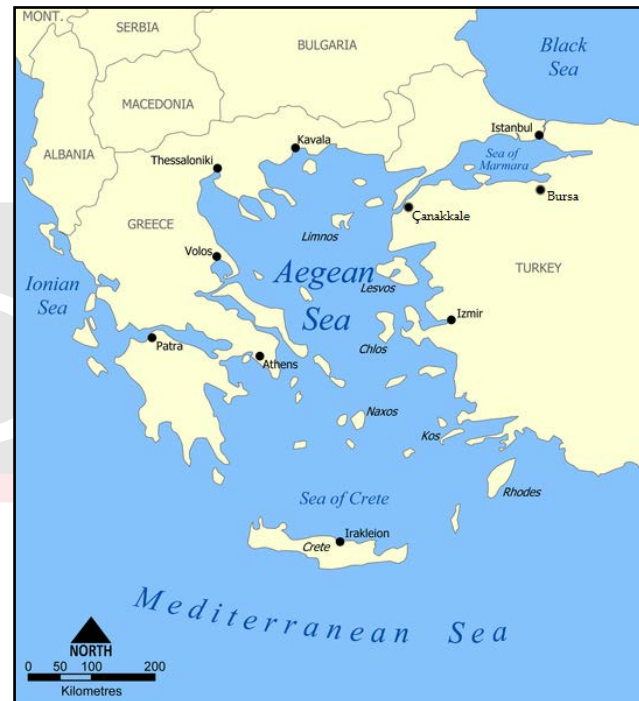 MONT.
SERBIA
BULGARIA
Black
Sea
MACEDONIA
ALBANIA
Kavala
Istanbul
Thessaloniki
Sea of
Marmara
Bursa
Çanakkale
GREECE
Limnos
Volos
Aegean
Sea
Lesvos
TURKEY
Ionian
Sea
Izmir
Patra
Chlos
Athens
Naxos
Kos
Rhodes
Sea of Crete
Irakleion
Crete
Mediterranean Sea
NORTH
0 50 100 200
Kilometres